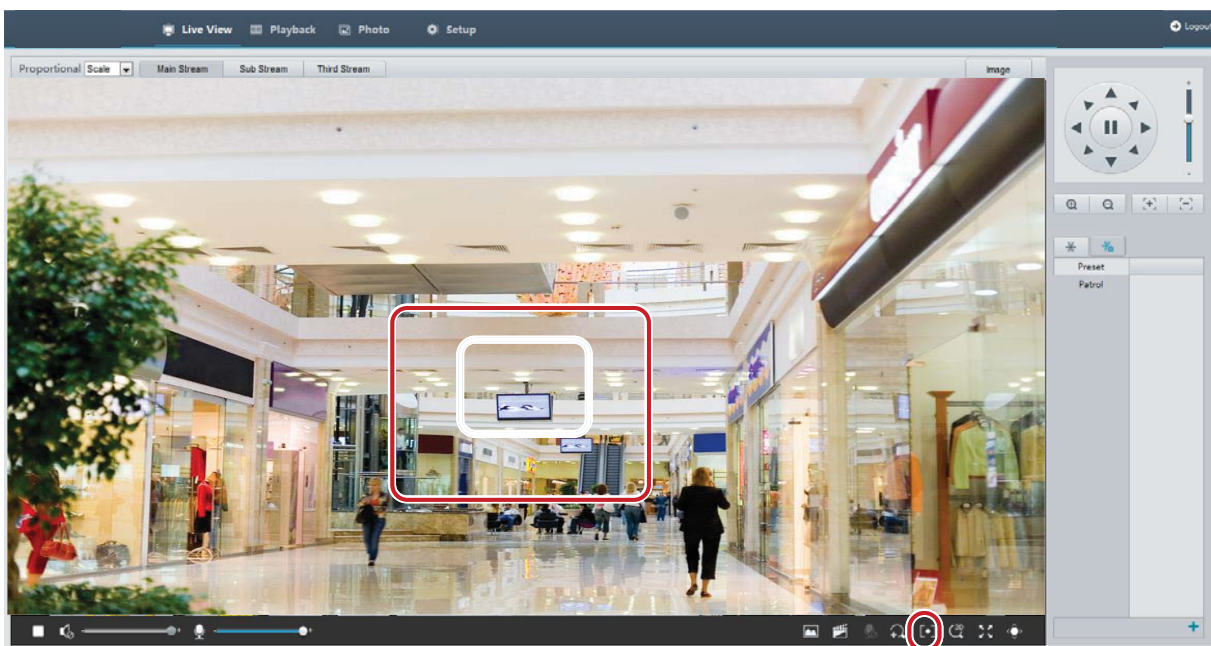 Live View Playback Photo Setup Logout
Proportional Scale Main Stream Sub Stream Third Stream Image
Preset
Patrol